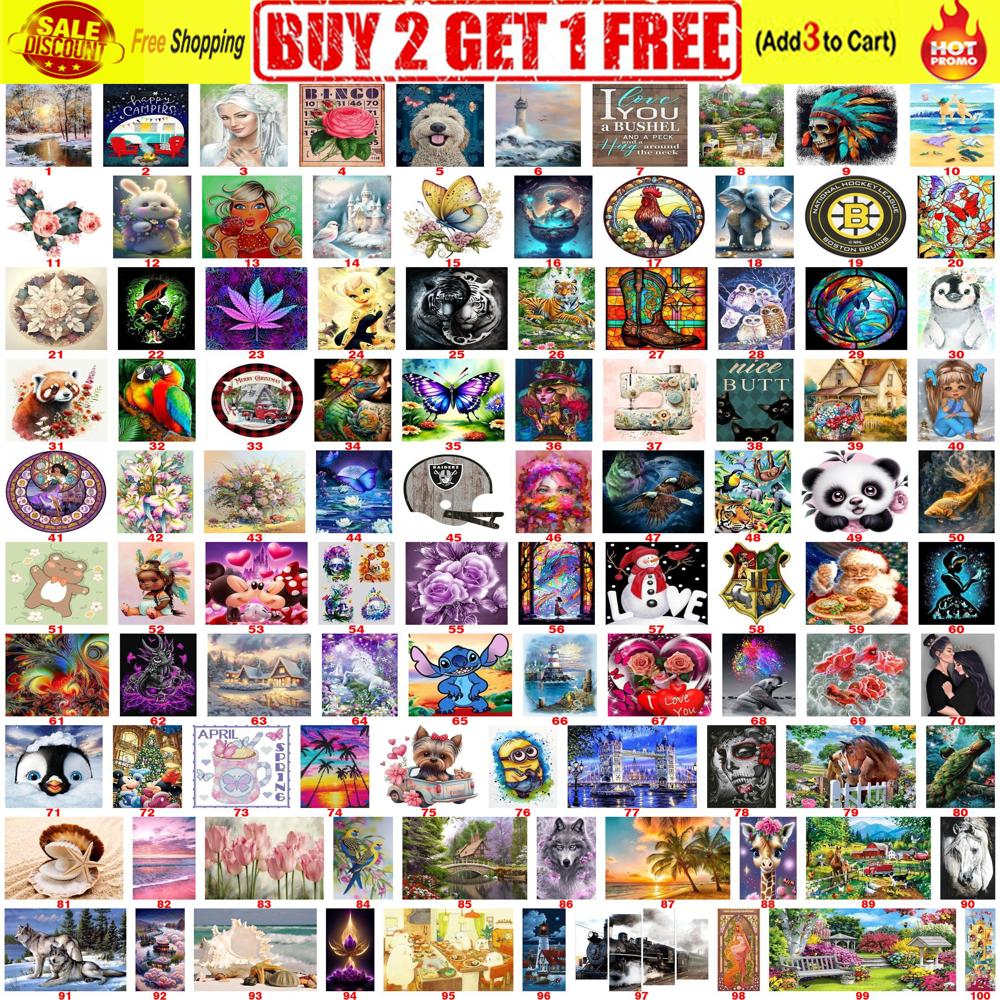 SALE
DISCOUNT
Free Shopping
BUY 2 GET 1 FREE
(Add 3 to Cart)
HOT
PROMO
happy
CAMPERS
BINGO
I love
YOU
a BUSHEL
AND A PECK
and a
Hug around
the neck
1 2 3 4 5 6 7 8 9 10
NATIONAL HOCKEY LEAGUE
B
© NHL
BOSTON BRUINS
11 12 13 14 15 16 17 18 19 20
21 22 23 24 25 26 27 28 29 30
MERRY CHRISTMAS
nice
BUTT
31 32 33 34 35 36 37 38 39 40
RAIDERS
41 42 43 44 45 46 47 48 49 50
LOVE
51 52 53 54 55 56 57 58 59 60
I Love
You
61 62 63 64 65 66 67 68 69 70
APRIL
SPRING
71 72 73 74 75 76 77 78 79 80
81 82 83 84 85 86 87 88 89 90
91 92 93 94 95 96 97 98 99 100